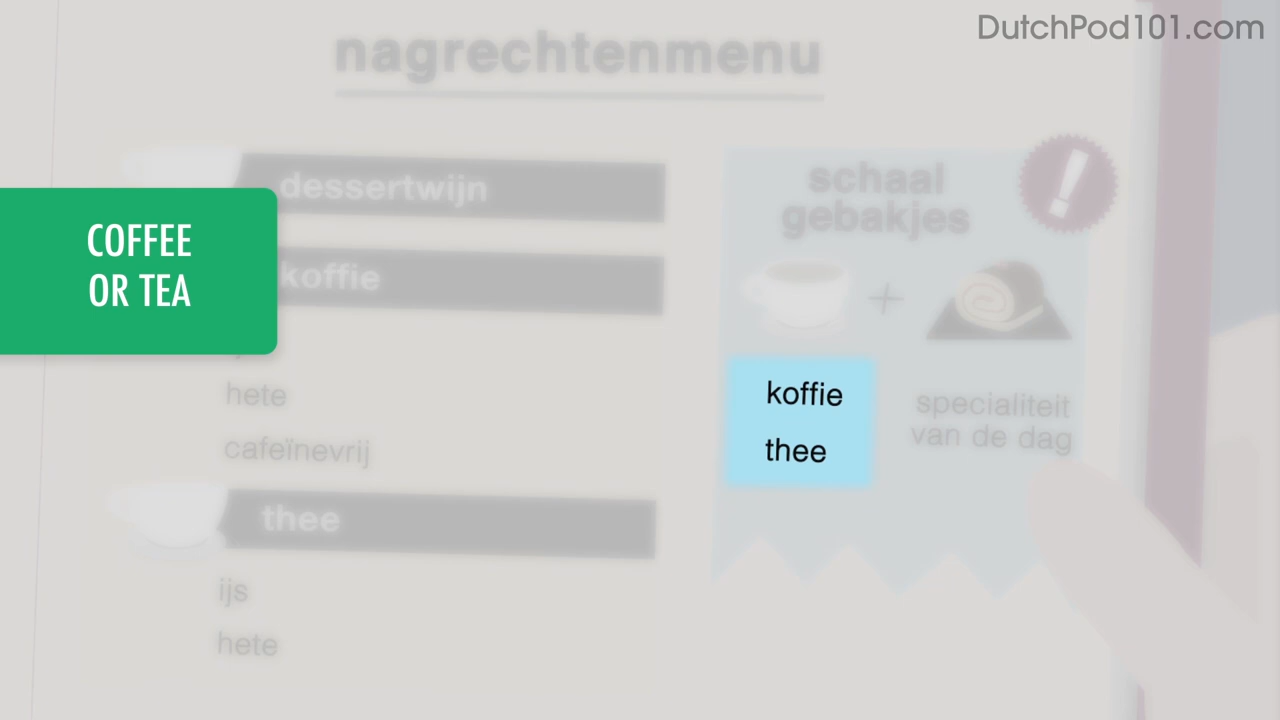 DutchPod101.com
nagrechtenmenu
dessertwijn
koffie
hete
cafeïnevrij
thee
ijs
hete
COFFEE
OR TEA
schaal
gebakjes
!
+
koffie
thee
specialiteit
van de dag